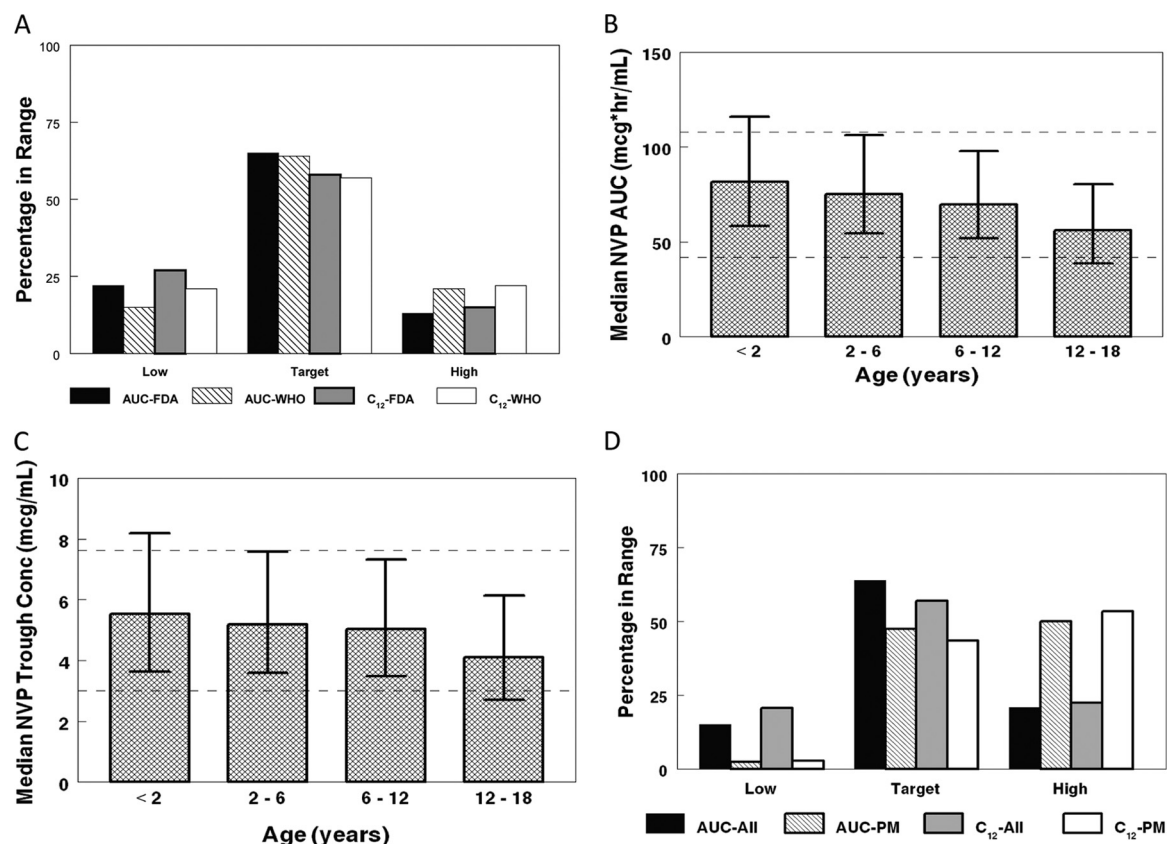 A
Percentage in Range
100
75
50
25
0
Low Target High
AUC-FDA AUC-WHO C₁₂-FDA C₁₂-WHO
B
Median NVP AUC (mcg*hr/mL)
150
100
50
0
< 2 2 - 6 6 - 12 12 - 18
Age (years)
C
Median NVP Trough Conc (mcg/mL)
10
8
6
4
2
0
< 2 2 - 6 6 - 12 12 - 18
Age (years)
D
Percentage in Range
100
75
50
25
0
Low Target High
AUC-All AUC-PM C₁₂-All C₁₂-PM